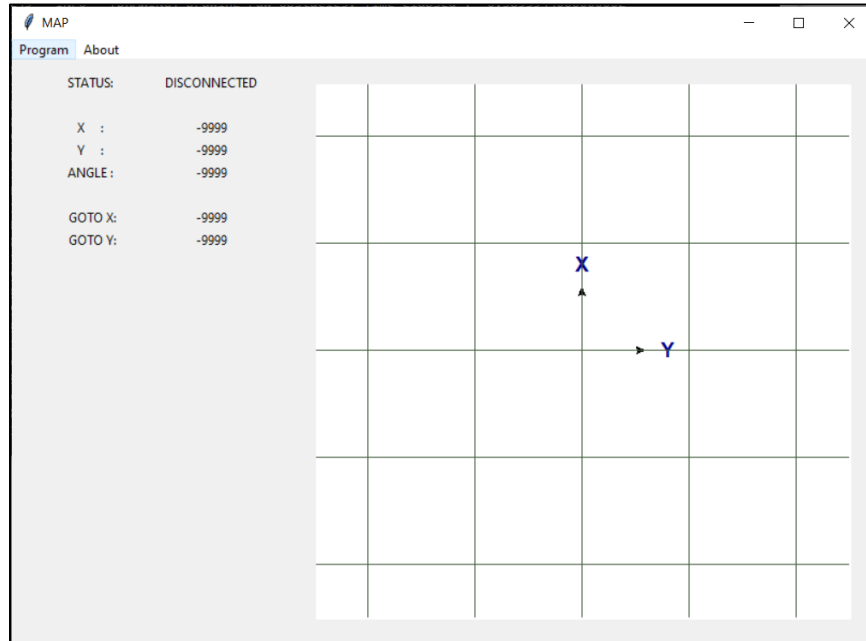 MAP
Program About
STATUS: DISCONNECTED
X : -9999
Y : -9999
ANGLE : -9999
GOTO X: -9999
GOTO Y: -9999
X
Y